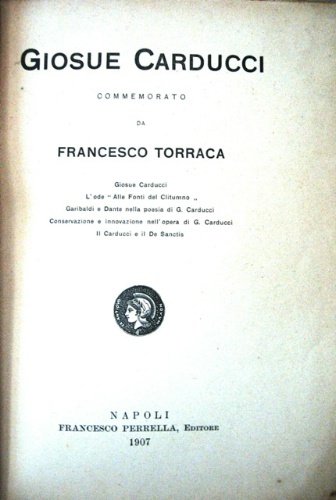 GIOSUE CARDUCCI
COMMEMORATO
DA
FRANCESCO TORRACA
Giosue Carducci
L'ode " Alle Fonti del Clitumno „
Garibaldi e Dante nella poesia di G. Carducci
Conservazione e innovazione nell'opera di G. Carducci
Il Carducci e il De Sanctis
NAPOLI
FRANCESCO PERRELLA, EDITORE
1907